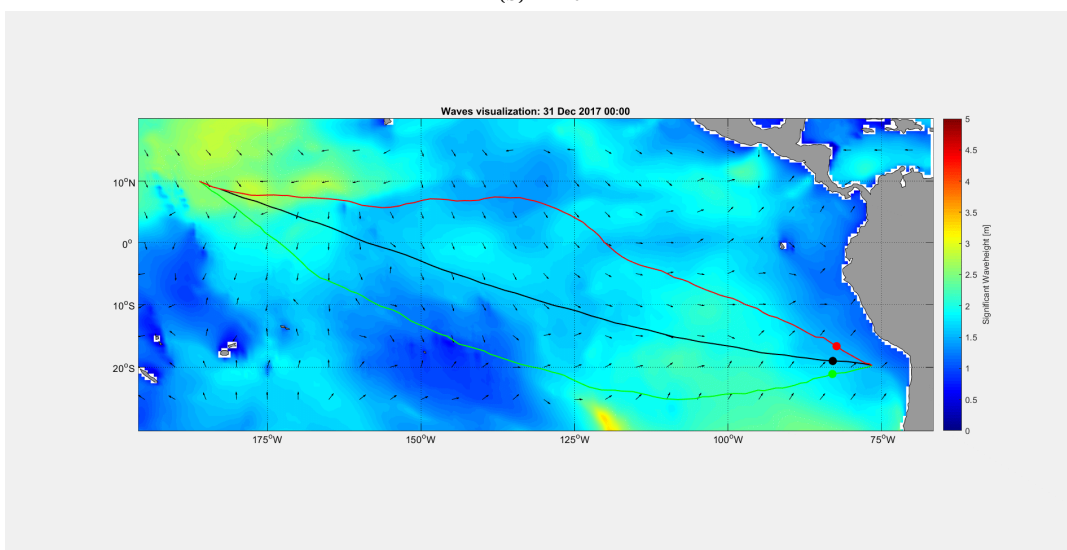 Waves visualization: 31 Dec 2017 00:00
10°N
0°
10°S
20°S
175°W
150°W
125°W
100°W
75°W
5
4.5
4
3.5
3
2.5
2
1.5
1
0.5
0
Significant Waveheight [m]